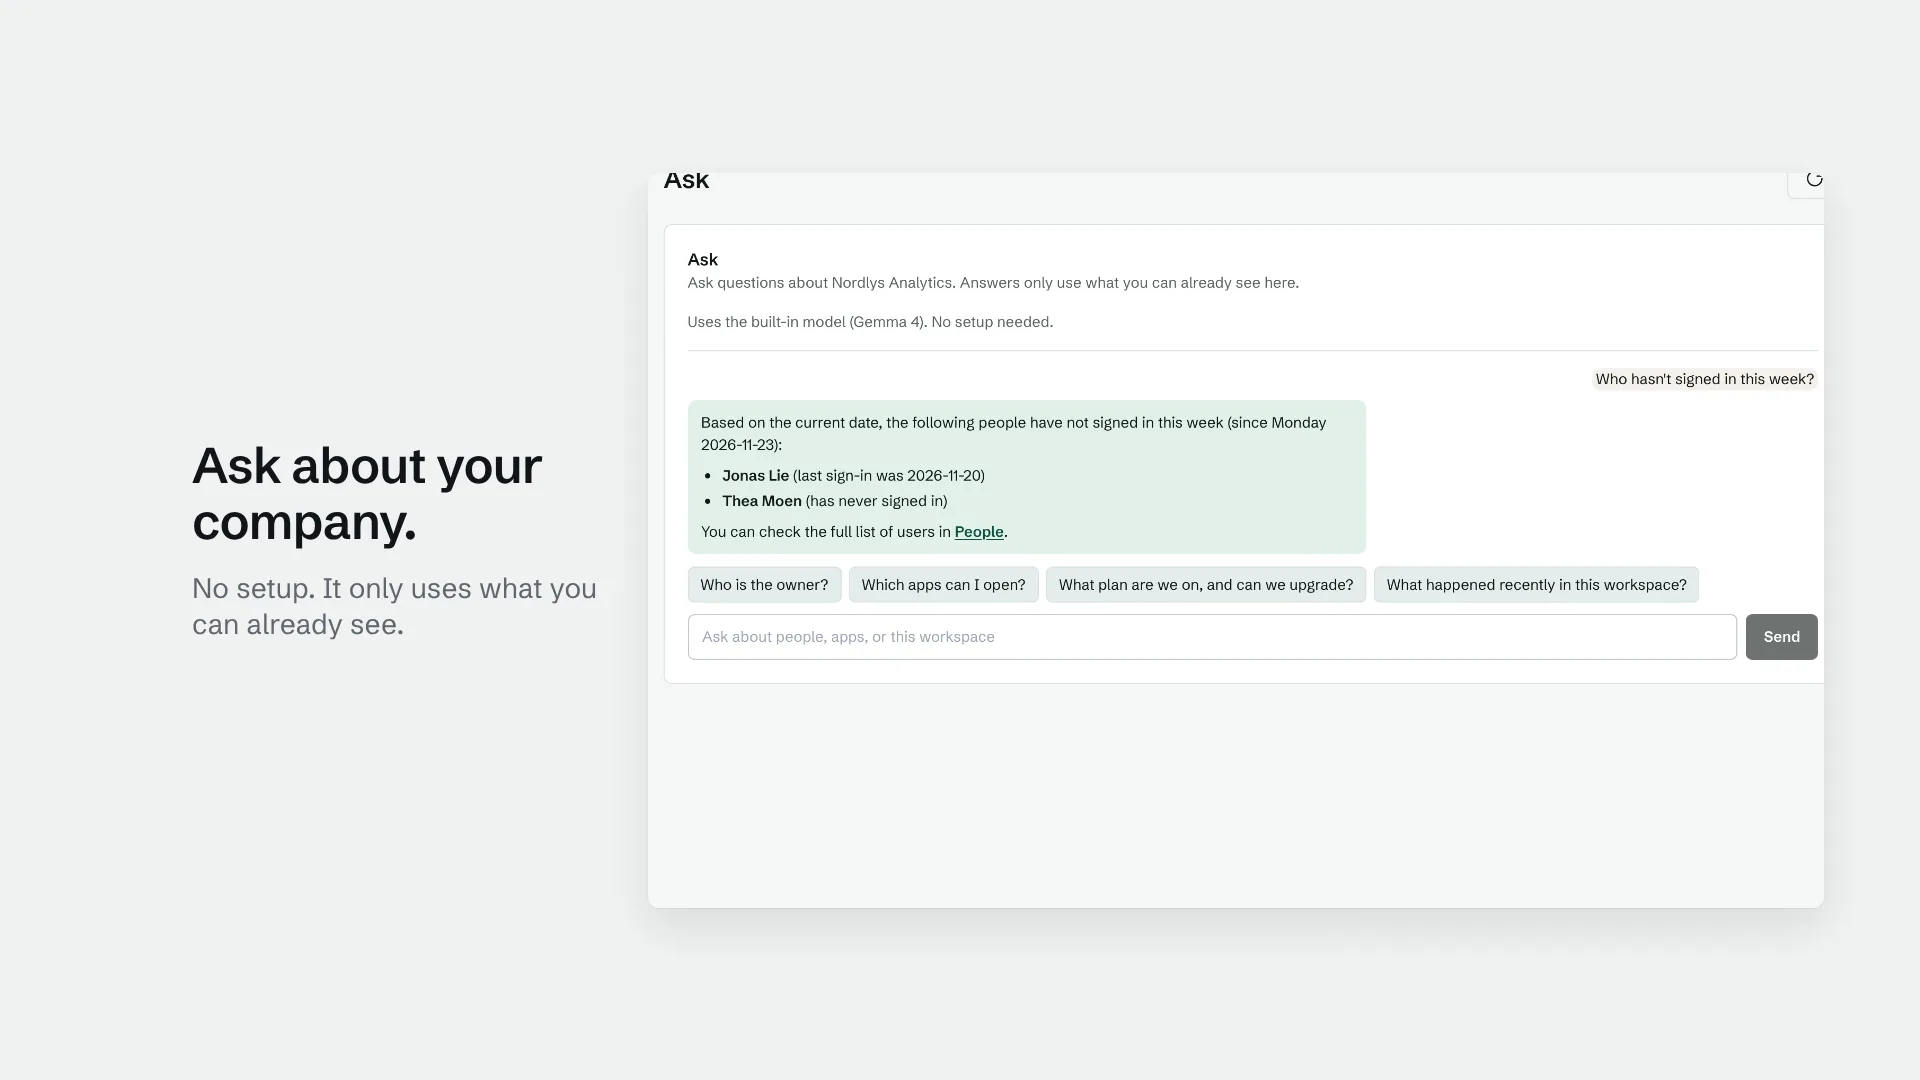 Ask about your
company.
No setup. It only uses what you
can already see.
Ask
Ask
Ask questions about Nordlys Analytics. Answers only use what you can already see here.
Uses the built-in model (Gemma 4). No setup needed.
Who hasn't signed in this week?
Based on the current date, the following people have not signed in this week (since Monday
2026-11-23):
• Jonas Lie (last sign-in was 2026-11-20)
• Thea Moen (has never signed in)
You can check the full list of users in People.
Who is the owner?
Which apps can I open?
What plan are we on, and can we upgrade?
What happened recently in this workspace?
Ask about people, apps, or this workspace
Send